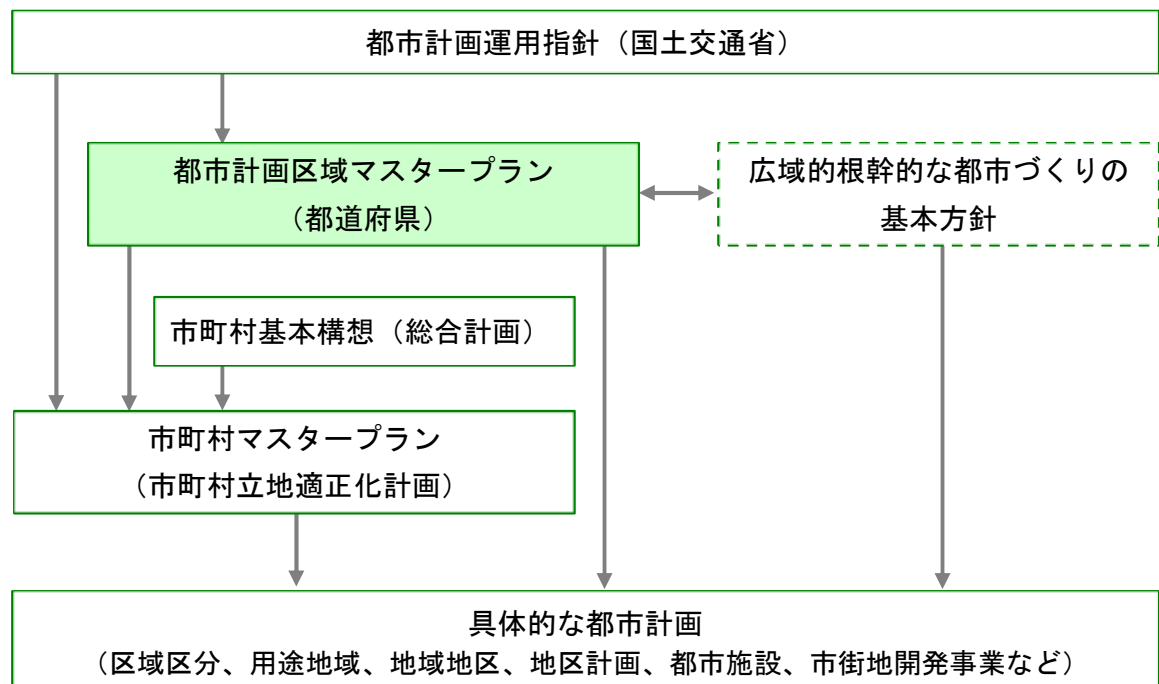 都市計画運用指針（国土交通省）
都市計画区域マスタープラン
（都道府県）
広域的根幹的な都市づくりの
基本方針
市町村基本構想（総合計画）
市町村マスタープラン
（市町村立地適正化計画）
具体的な都市計画
（区域区分、用途地域、地域地区、地区計画、都市施設、市街地開発事業など）